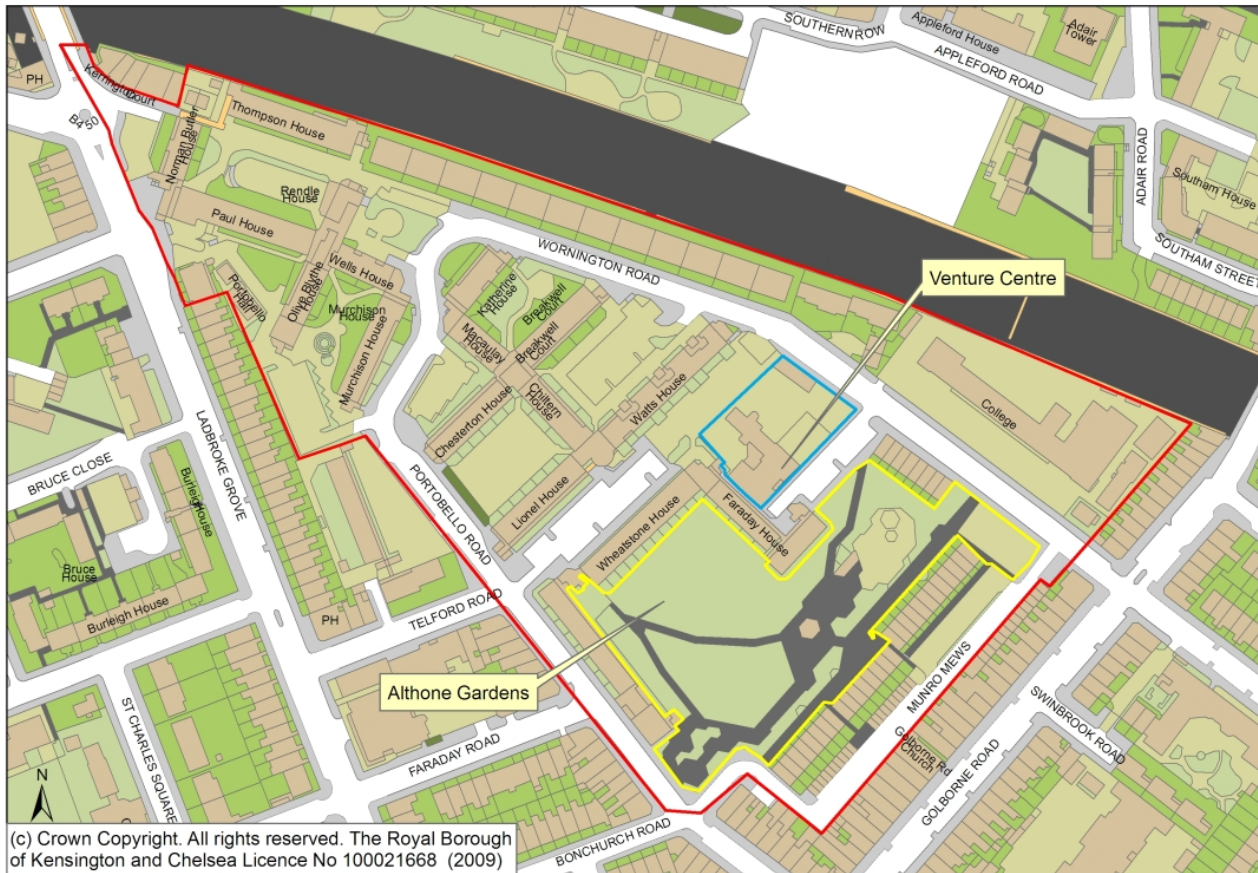 SOUTHERN ROW
Appleford House
Adair
Tower
APPLEFORD ROAD
PH
Kerrington
Court
B450
Norman Butler
House
Thompson House
ADAIR ROAD
Southam House
SOUTHAM STREET
Rendle
House
Paul House
WORNINGTON ROAD
Venture Centre
Wells House
Olive Blythe
House
Portobello
Hall
Murchison
House
Murchison House
Katherine
House
Breakwell
Court
Macaulay
House
Breakwell
Court
Chiltern
House
Watts House
Chesterton House
College
LADBROKE GROVE
BRUCE CLOSE
Burleigh
House
PORTOBELLO ROAD
Lionel House
Wheatstone House
Faraday House
Bruce
House
Burleigh House
PH
TELFORD ROAD
Althone Gardens
MUNRO MEWS
SWINBROOK ROAD
ST CHARLES SQUARE
FARADAY ROAD
Golborne Rd
Church
GOLBORNE ROAD
N
BONCHURCH ROAD
(c) Crown Copyright. All rights reserved. The Royal Borough
of Kensington and Chelsea Licence No 100021668 (2009)